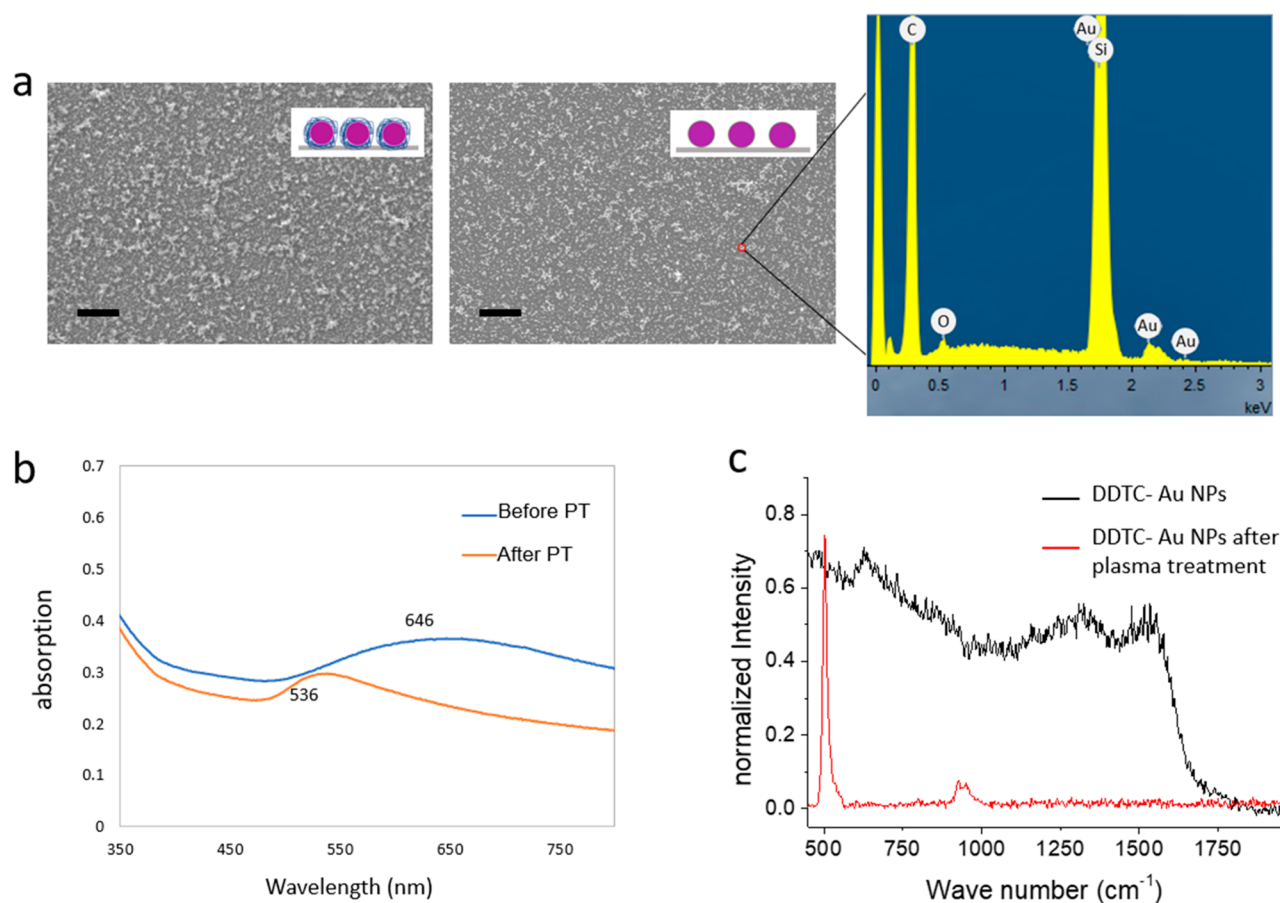 a
C
Au
Si
O
Au
Au
0 0.5 1 1.5 2 2.5 3
keV
b
0.7
0.6
0.5
0.4
0.3
0.2
0.1
0
absorption
Before PT
After PT
646
536
350 450 550 650 750
Wavelength (nm)
c
DDTC- Au NPs
DDTC- Au NPs after
plasma treatment
0.8
0.6
0.4
0.2
0.0
normalized Intensity
500 750 1000 1250 1500 1750
Wave number (cm⁻¹)